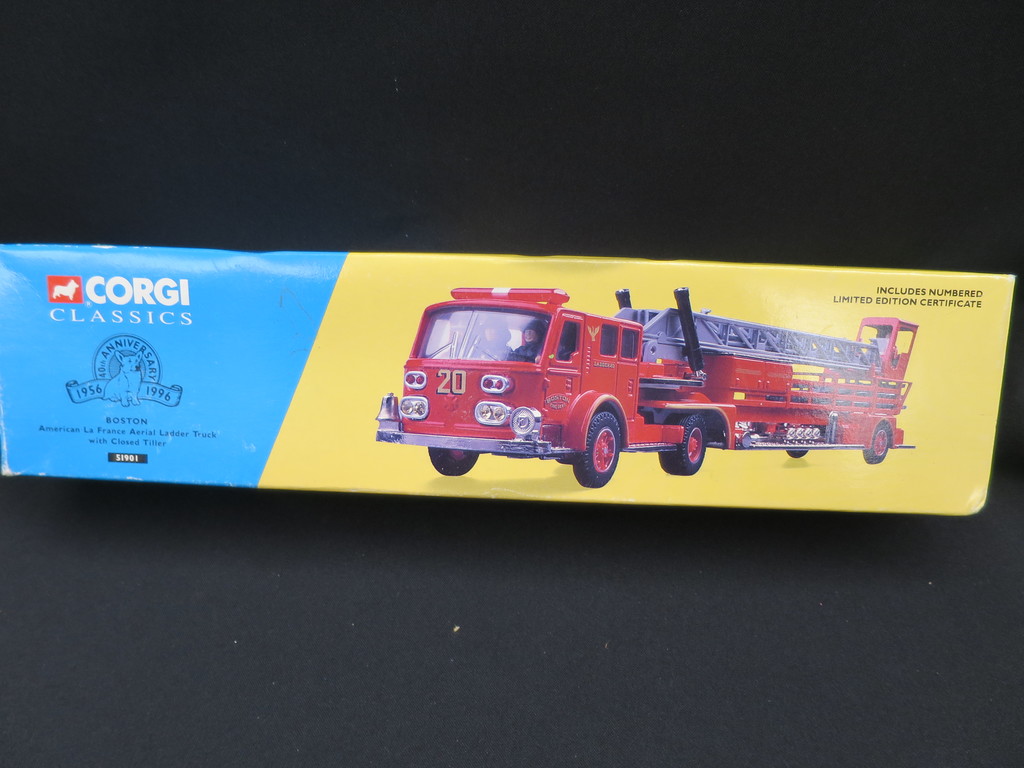 CORGI
CLASSICS
40th ANNIVERSARY
1956 1996
BOSTON
American La France Aerial Ladder Truck
with Closed Tiller
51901
INCLUDES NUMBERED
LIMITED EDITION CERTIFICATE
20
BOSTON